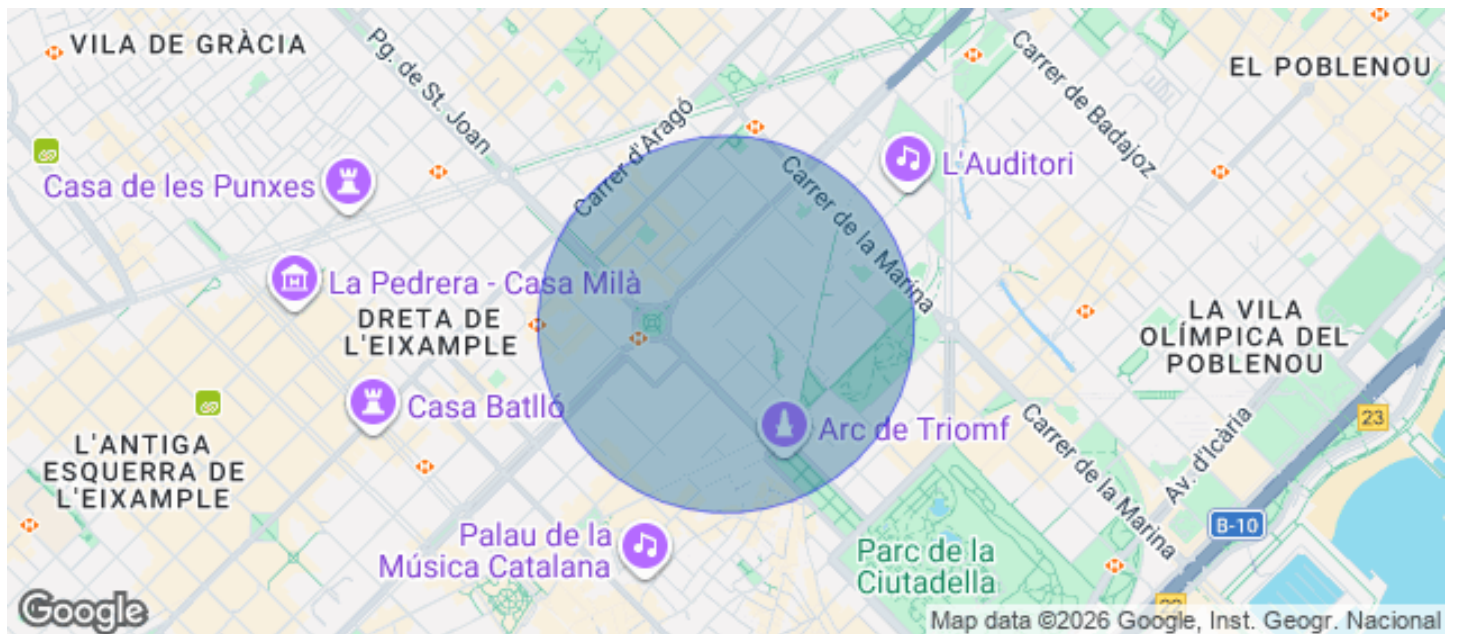 VILA DE GRÀCIA
Pg. de St. Joan
Carrer d'Aragó
Carrer de Badajoz
EL POBLENOU
Casa de les Punxes
L'Auditori
Carrer de la Marina
La Pedrera - Casa Milà
DRETA DE
L'EIXAMPLE
LA VILA
OLÍMPICA DEL
POBLENOU
Casa Batlló
Arc de Triomf
23
L'ANTIGA
ESQUERRA DE
L'EIXAMPLE
Carrer de la Marina
Av. d'Icària
B-10
Palau de la
Música Catalana
Parc de la
Ciutadella
Google
Map data ©2026 Google, Inst. Geogr. Nacional